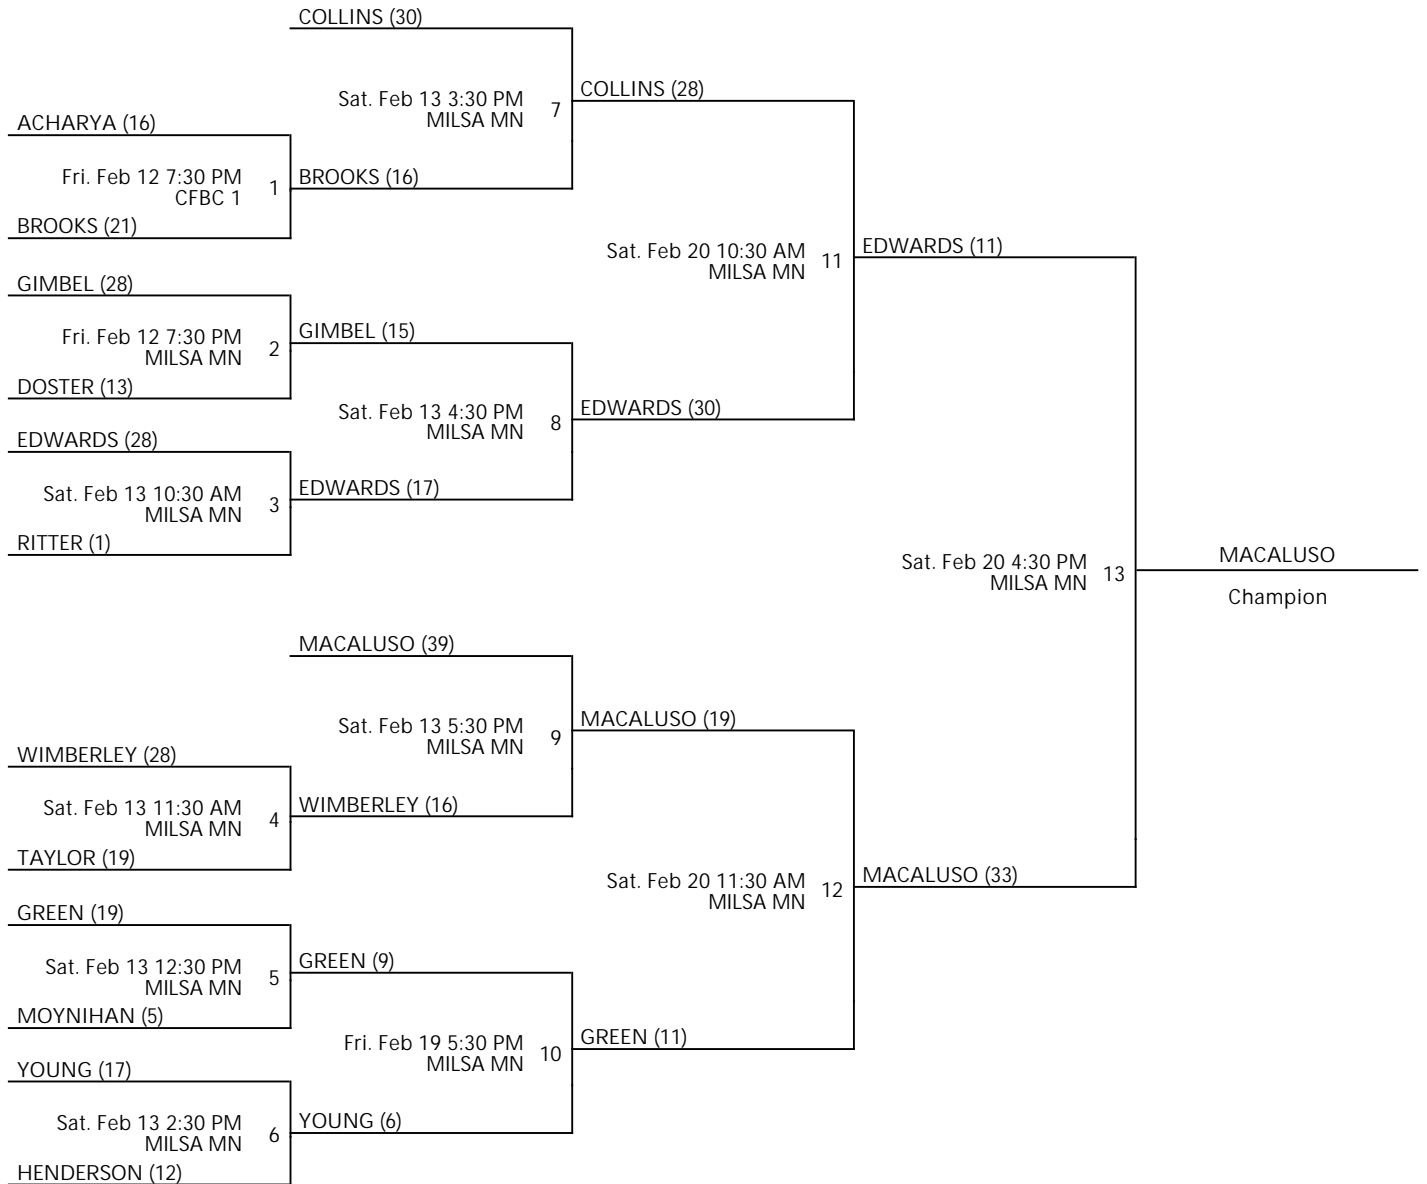 COLLINS (30)
Sat. Feb 13 3:30 PM
MILSA MN
7
COLLINS (28)
ACHARYA (16)
Fri. Feb 12 7:30 PM
CFBC 1
1
BROOKS (16)
BROOKS (21)
Sat. Feb 20 10:30 AM
MILSA MN
11
EDWARDS (11)
GIMBEL (28)
Fri. Feb 12 7:30 PM
MILSA MN
2
GIMBEL (15)
DOSTER (13)
Sat. Feb 13 4:30 PM
MILSA MN
8
EDWARDS (30)
EDWARDS (28)
Sat. Feb 13 10:30 AM
MILSA MN
3
EDWARDS (17)
RITTER (1)
Sat. Feb 20 4:30 PM
MILSA MN
13
MACALUSO
Champion
MACALUSO (39)
Sat. Feb 13 5:30 PM
MILSA MN
9
MACALUSO (19)
WIMBERLEY (28)
Sat. Feb 13 11:30 AM
MILSA MN
4
WIMBERLEY (16)
TAYLOR (19)
Sat. Feb 20 11:30 AM
MILSA MN
12
MACALUSO (33)
GREEN (19)
Sat. Feb 13 12:30 PM
MILSA MN
5
GREEN (9)
MOYNIHAN (5)
Fri. Feb 19 5:30 PM
MILSA MN
10
GREEN (11)
YOUNG (17)
Sat. Feb 13 2:30 PM
MILSA MN
6
YOUNG (6)
HENDERSON (12)